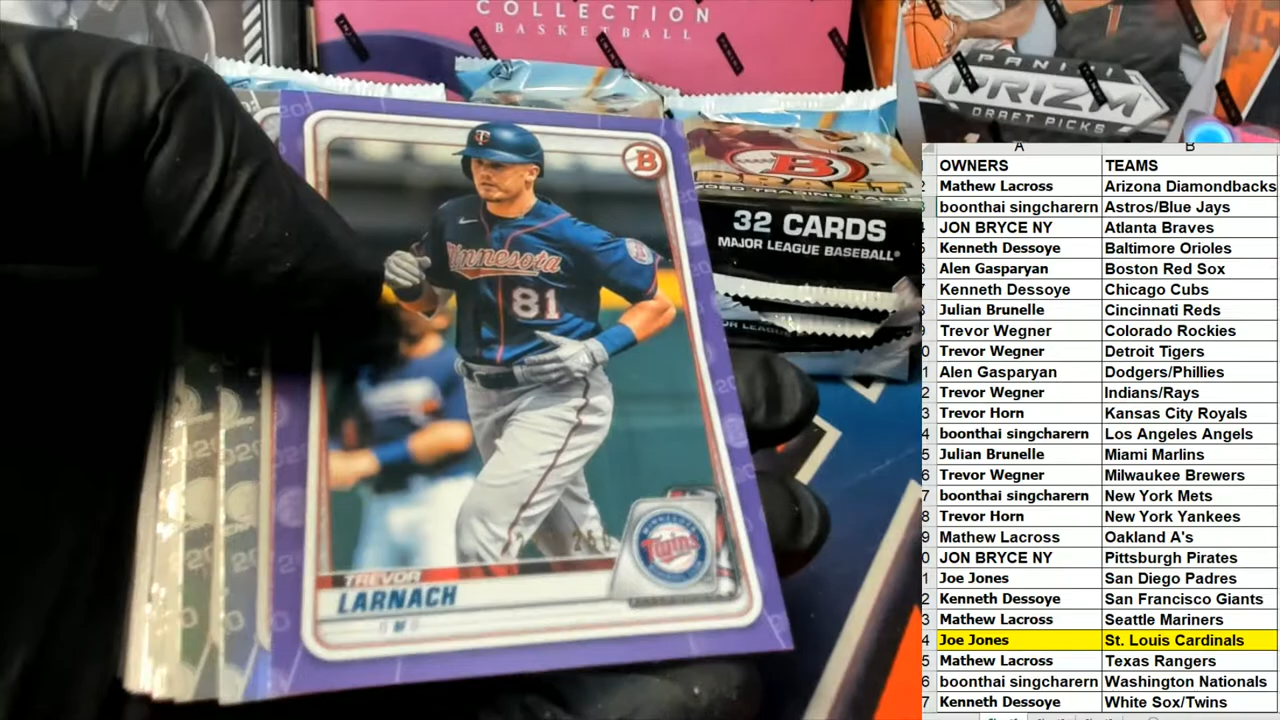 COLLECTION
BASKETBALL
PANINI
PRIZM
DRAFT PICKS
B
DRAFT
2020 TRADING CARDS
32 CARDS
MAJOR LEAGUE BASEBALL®
B
Minnesota
81
MINNESOTA
Twins
TREVOR
LARNACH
OF
A B
OWNERS TEAMS
Mathew Lacross Arizona Diamondbacks
boonthai singcharern Astros/Blue Jays
JON BRYCE NY Atlanta Braves
Kenneth Dessoye Baltimore Orioles
Alen Gasparyan Boston Red Sox
Kenneth Dessoye Chicago Cubs
Julian Brunelle Cincinnati Reds
Trevor Wegner Colorado Rockies
Trevor Wegner Detroit Tigers
Alen Gasparyan Dodgers/Phillies
Trevor Wegner Indians/Rays
Trevor Horn Kansas City Royals
boonthai singcharern Los Angeles Angels
Julian Brunelle Miami Marlins
Trevor Wegner Milwaukee Brewers
boonthai singcharern New York Mets
Trevor Horn New York Yankees
Mathew Lacross Oakland A's
JON BRYCE NY Pittsburgh Pirates
Joe Jones San Diego Padres
Kenneth Dessoye San Francisco Giants
Mathew Lacross Seattle Mariners
Joe Jones St. Louis Cardinals
Mathew Lacross Texas Rangers
boonthai singcharern Washington Nationals
Kenneth Dessoye White Sox/Twins